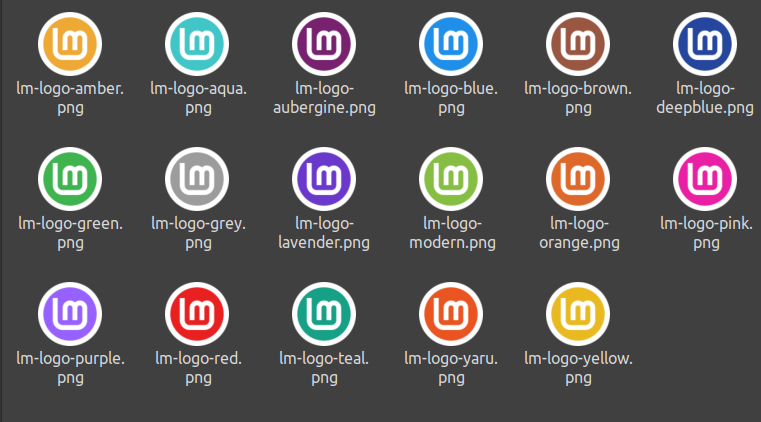 lm-logo-amber.
png
lm-logo-aqua.
png
lm-logo-
aubergine.png
lm-logo-blue.
png
lm-logo-brown.
png
lm-logo-
deepblue.png
lm-logo-green.
png
lm-logo-grey.
png
lm-logo-
lavender.png
lm-logo-
modern.png
lm-logo-
orange.png
lm-logo-pink.
png
lm-logo-purple.
png
lm-logo-red.
png
lm-logo-teal.
png
lm-logo-yaru.
png
lm-logo-yellow.
png